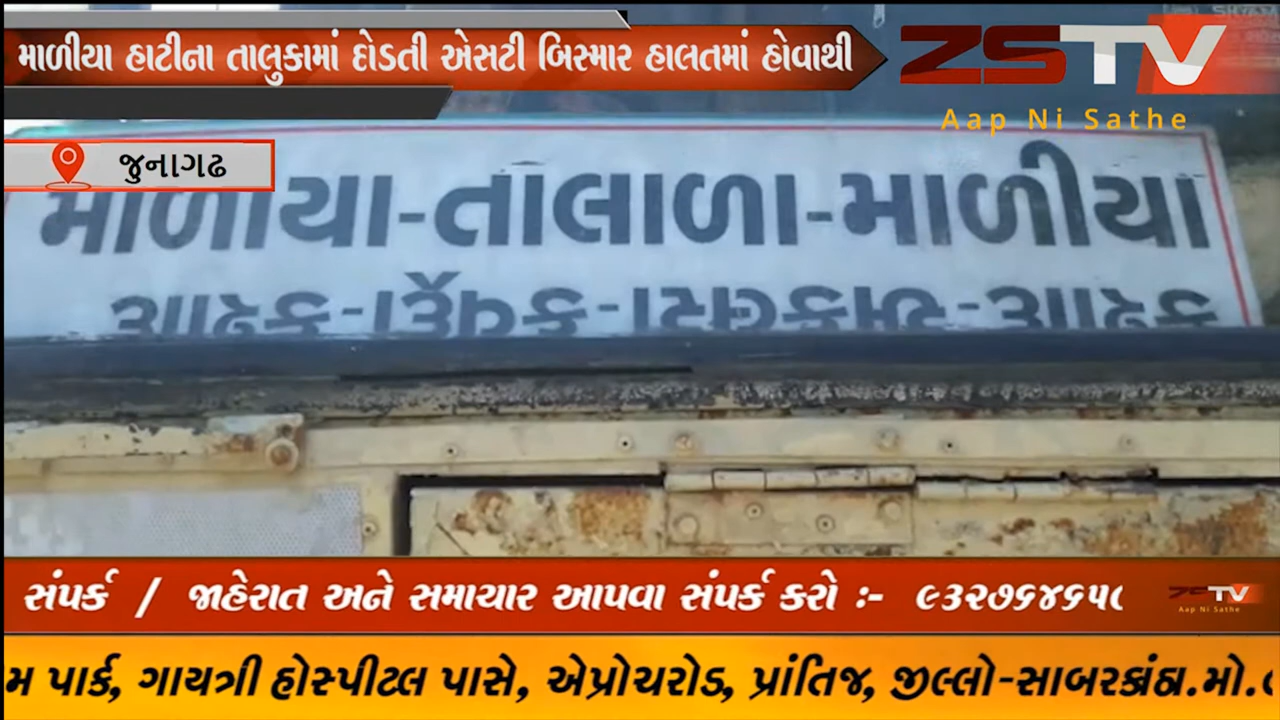 માળીયા હાટીના તાલુકામાં દોડતી એસટી બિસ્માર હાલતમાં હોવાથી
ZSTV
Aap Ni Sathe
જુનાગઢ
માળીયા-તાલાળા-માળીયા
સંપર્ક / જાહેરાત અને સમાચાર આપવા સંપર્ક કરો :- ૯૩૨૭૬૪૬૫
ZSTV
Aap Ni Sathe
પાર્ક, ગાયત્રી હોસ્પીટલ પાસે, એપ્રોચરોડ, પ્રાંતિજ, જીલ્લો-સાબરકાંઠા.મો.